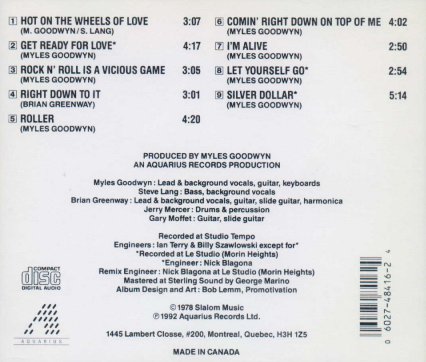 1 HOT ON THE WHEELS OF LOVE 3:07
(M. GOODWYN/S. LANG)
2 GET READY FOR LOVE* 4:17
(MYLES GOODWYN)
3 ROCK N' ROLL IS A VICIOUS GAME 3:05
(MYLES GOODWYN)
4 RIGHT DOWN TO IT 3:01
(BRIAN GREENWAY)
5 ROLLER 4:20
(MYLES GOODWYN)
6 COMIN' RIGHT DOWN ON TOP OF ME 4:02
(MYLES GOODWYN)
7 I'M ALIVE 2:50
(MYLES GOODWYN)
8 LET YOURSELF GO* 2:54
(MYLES GOODWYN)
9 SILVER DOLLAR* 5:14
(MYLES GOODWYN)
PRODUCED BY MYLES GOODWYN
AN AQUARIUS RECORDS PRODUCTION
Myles Goodwyn : Lead & background vocals, guitar, keyboards
Steve Lang : Bass, background vocals
Brian Greenway : Lead & background vocals, guitar, slide guitar, harmonica
Jerry Mercer : Drums & percussion
Gary Moffet : Guitar, slide guitar
Recorded at Studio Tempo
Engineers : Ian Terry & Billy Szawlowski except for*
*Recorded at Le Studio (Morin Heights)
*Engineer : Nick Blagona
Remix Engineer : Nick Blagona at Le Studio (Morin Heights)
Mastered at Sterling Sound by George Marino
Album Design and Art : Bob Lemm, Promotivation
© 1978 Slalom Music
℗ 1992 Aquarius Records Ltd.
1445 Lambert Closse, #200, Montreal, Quebec, H3H 1Z5
MADE IN CANADA
COMPACT
disc
DIGITAL AUDIO
AQUARIUS
0 6027-48416-2 4